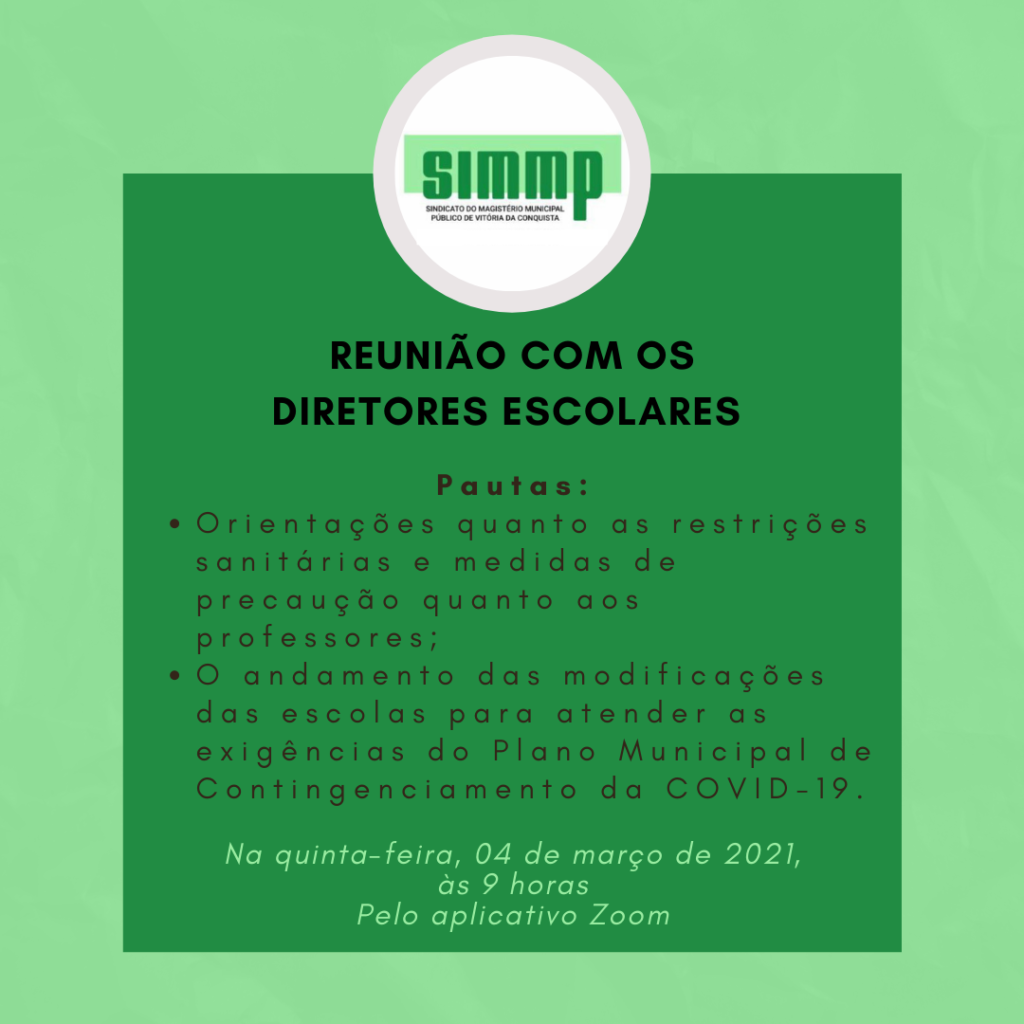 SIMMP
SINDICATO DO MAGISTÉRIO MUNICIPAL
PÚBLICO DE VITÓRIA DA CONQUISTA
REUNIÃO COM OS
DIRETORES ESCOLARES
Pautas:
• Orientações quanto as restrições
sanitárias e medidas de
precaução quanto aos
professores;
• O andamento das modificações
das escolas para atender as
exigências do Plano Municipal de
Contingenciamento da COVID-19.
Na quinta-feira, 04 de março de 2021,
às 9 horas
Pelo aplicativo Zoom